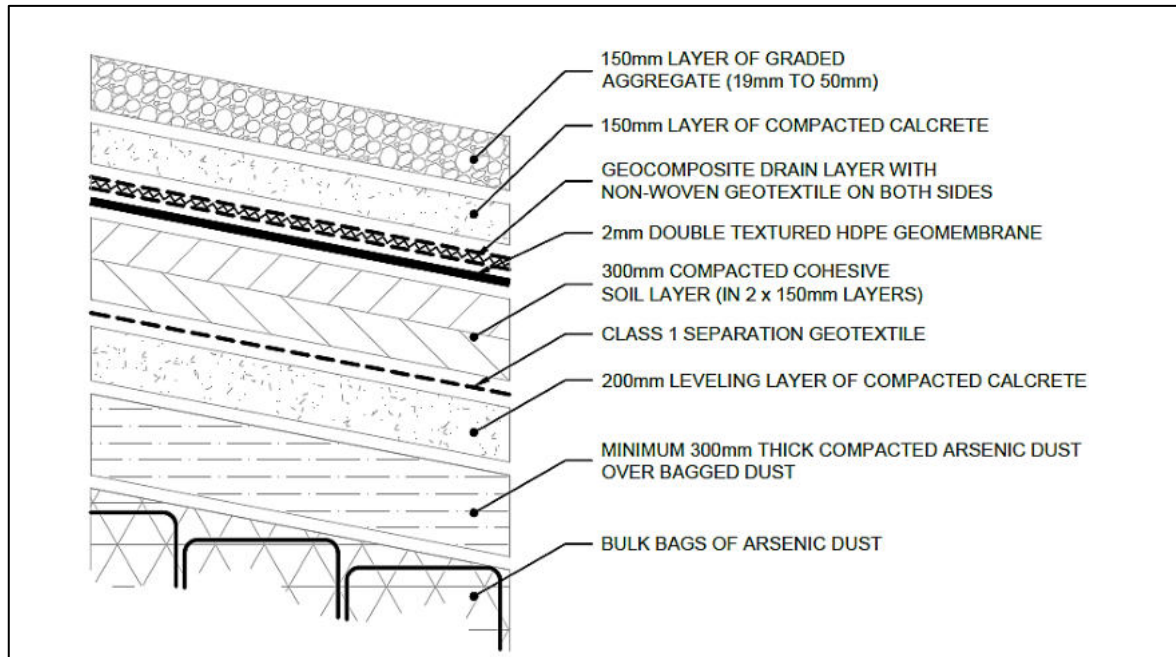 150mm LAYER OF GRADED
AGGREGATE (19mm TO 50mm)
150mm LAYER OF COMPACTED CALCRETE
GEOCOMPOSITE DRAIN LAYER WITH
NON-WOVEN GEOTEXTILE ON BOTH SIDES
2mm DOUBLE TEXTURED HDPE GEOMEMBRANE
300mm COMPACTED COHESIVE
SOIL LAYER (IN 2 x 150mm LAYERS)
CLASS 1 SEPARATION GEOTEXTILE
200mm LEVELING LAYER OF COMPACTED CALCRETE
MINIMUM 300mm THICK COMPACTED ARSENIC DUST
OVER BAGGED DUST
BULK BAGS OF ARSENIC DUST